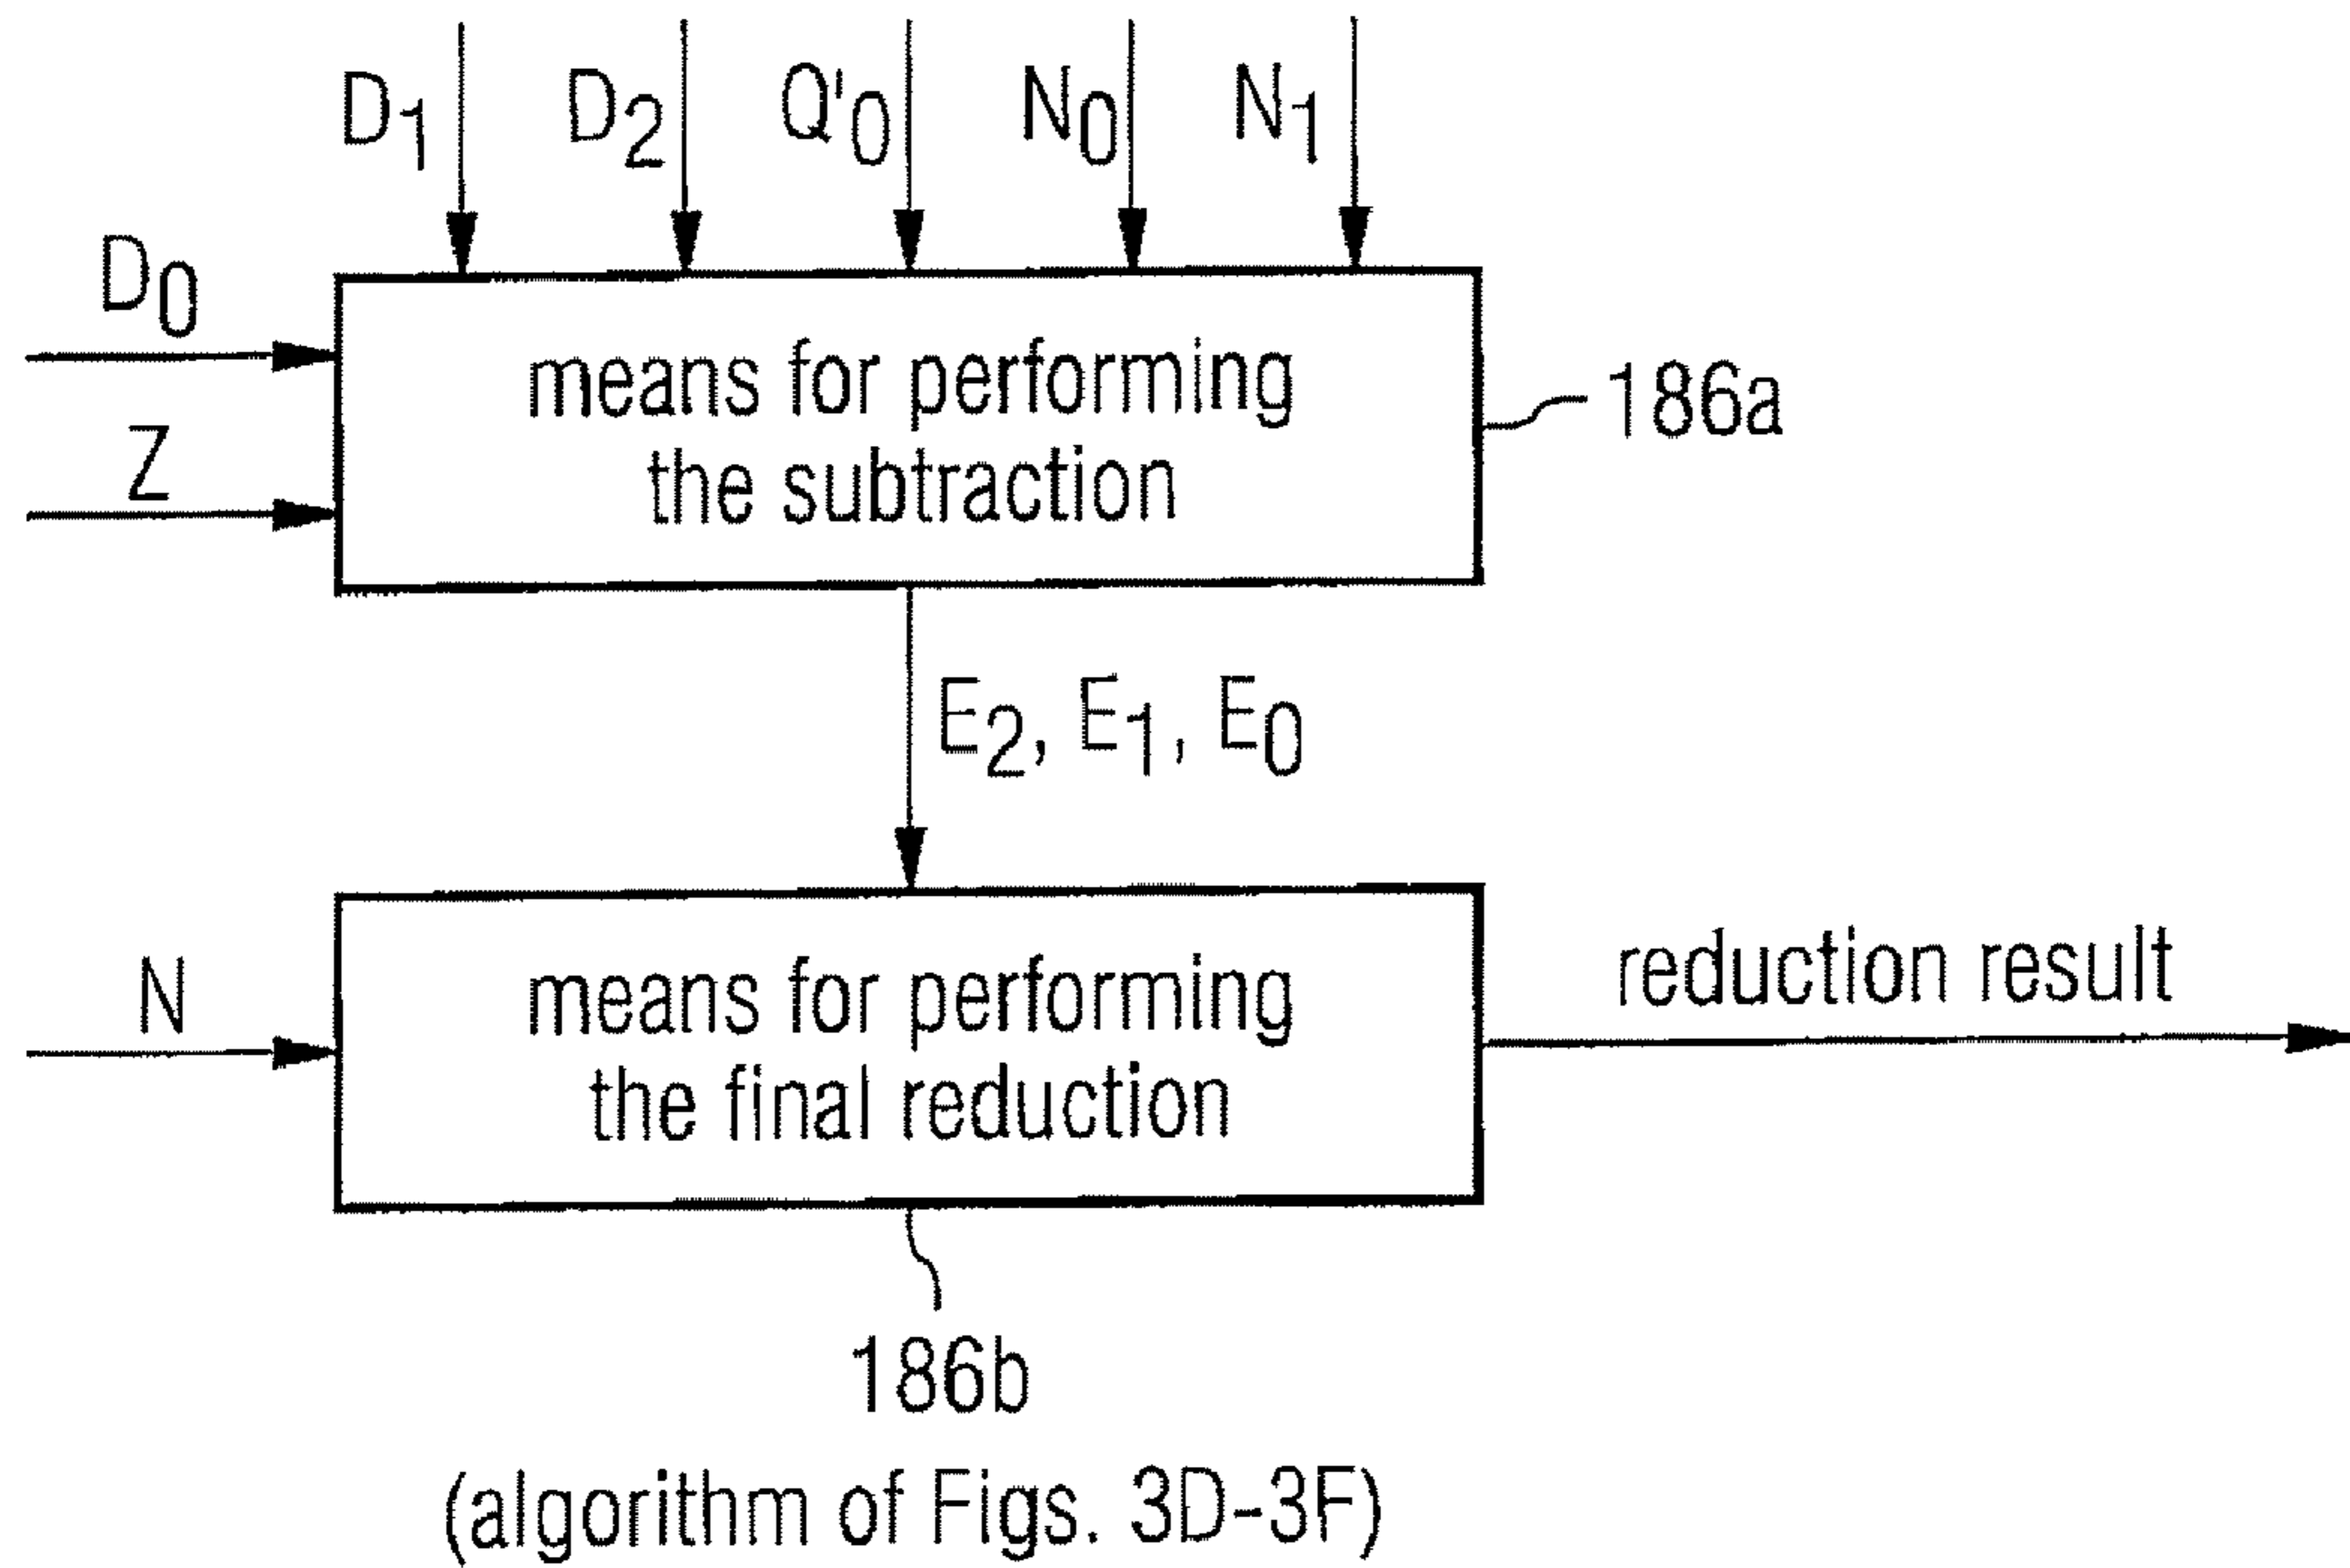 D1 D2 Q'0 N0 N1
D0
means for performing
186a
Z
the subtraction
E2, E1, E0
N
means for performing
reduction result
the final reduction
186b
(algorithm of Figs. 3D-3F)